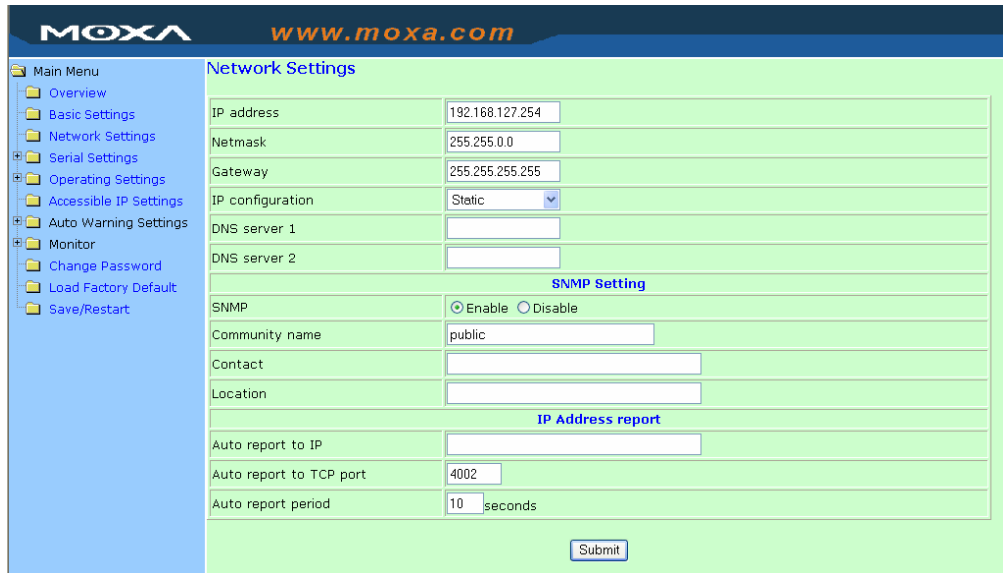 MOXA www.moxa.com
Main Menu
Overview
Basic Settings
Network Settings
Serial Settings
Operating Settings
Accessible IP Settings
Auto Warning Settings
Monitor
Change Password
Load Factory Default
Save/Restart
Network Settings
IP address 192.168.127.254
Netmask 255.255.0.0
Gateway 255.255.255.255
IP configuration Static
DNS server 1
DNS server 2
SNMP Setting
SNMP Enable Disable
Community name public
Contact
Location
IP Address report
Auto report to IP
Auto report to TCP port 4002
Auto report period 10 seconds
Submit